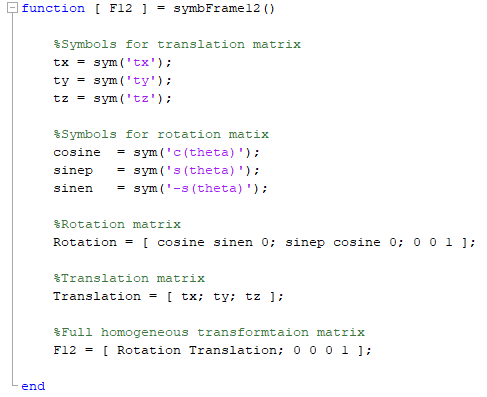 function [ F12 ] = symbFrame12()
%Symbols for translation matrix
tx = sym('tx');
ty = sym('ty');
tz = sym('tz');
%Symbols for rotation matix
cosine  = sym('c(theta)');
sinep   = sym('s(theta)');
sinen   = sym('-s(theta)');
%Rotation matrix
Rotation = [ cosine sinen 0; sinep cosine 0; 0 0 1 ];
%Translation matrix
Translation = [ tx; ty; tz ];
%Full homogeneous transformtaion matrix
F12 = [ Rotation Translation; 0 0 0 1 ];
end